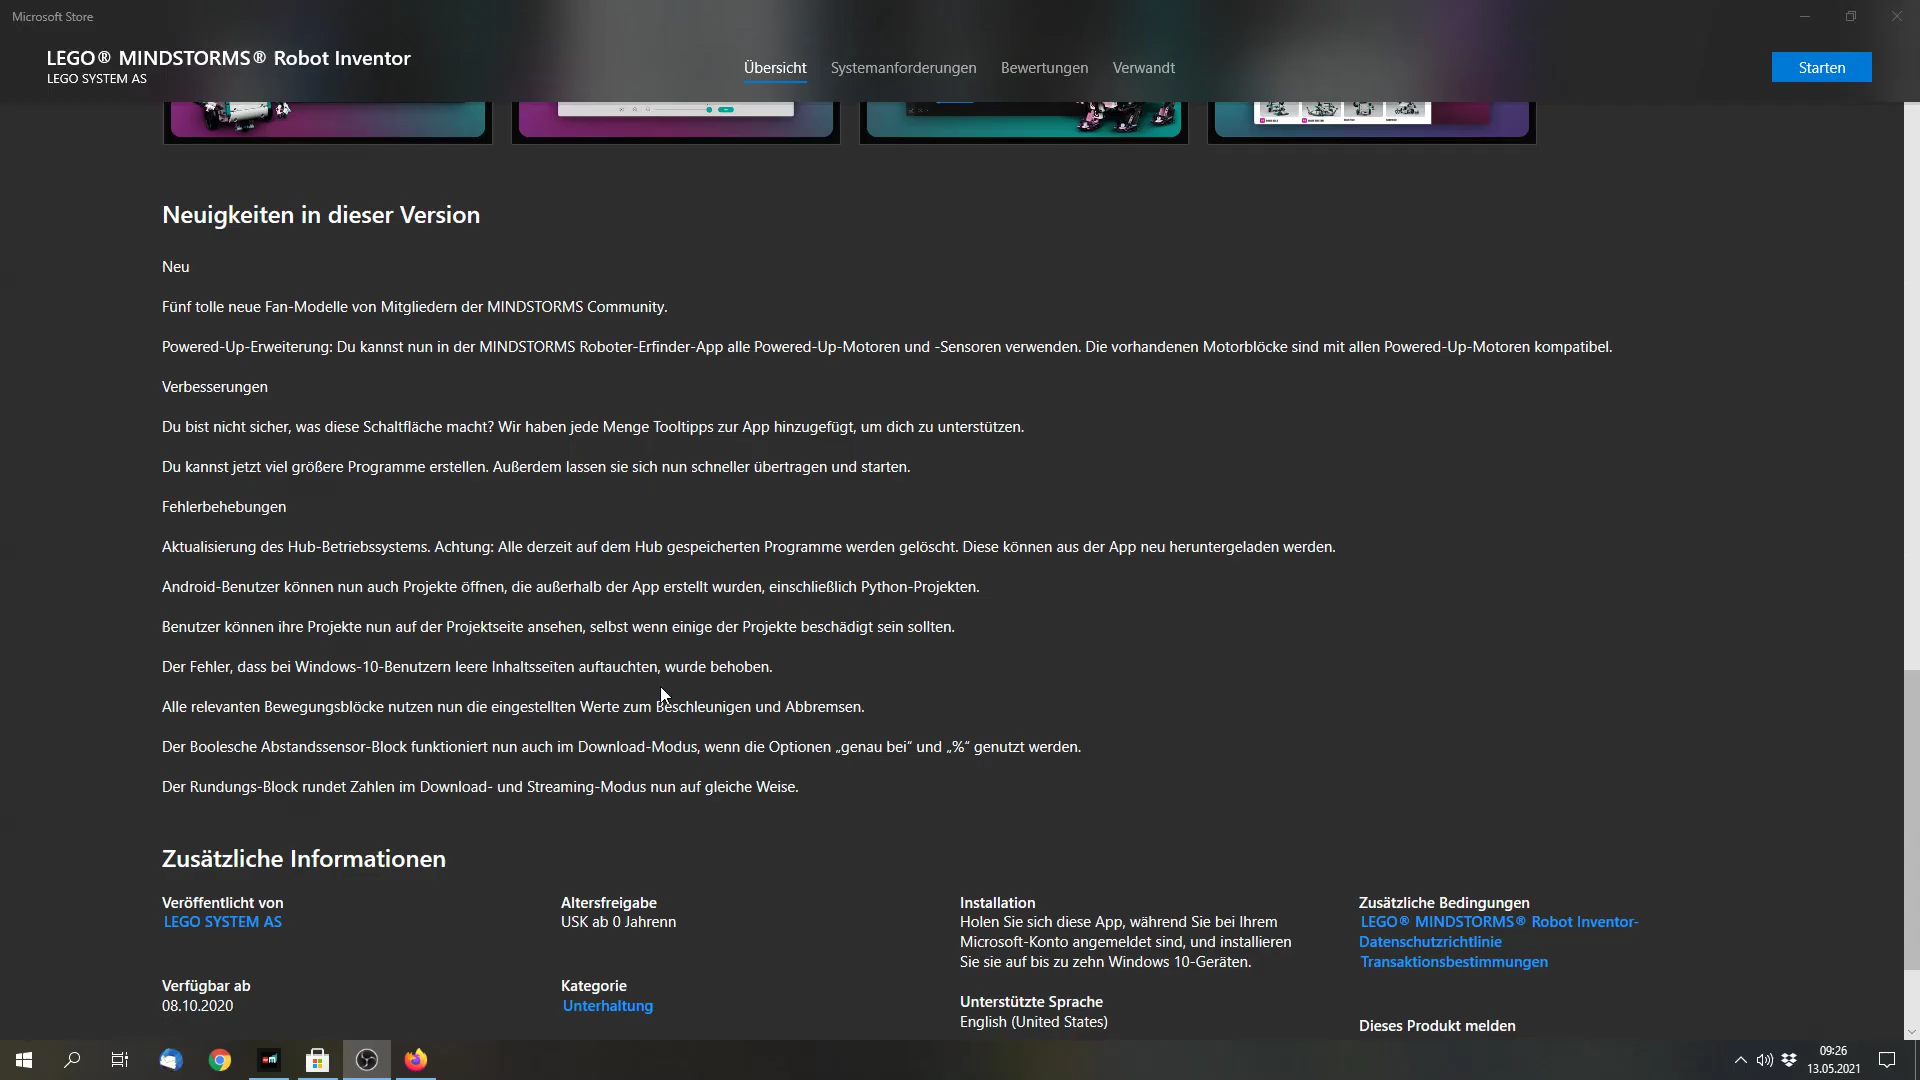 Microsoft Store
LEGO® MINDSTORMS® Robot Inventor
LEGO SYSTEM AS
Übersicht
Systemanforderungen
Bewertungen
Verwandt
Starten
Neuigkeiten in dieser Version
Neu
Fünf tolle neue Fan-Modelle von Mitgliedern der MINDSTORMS Community.
Powered-Up-Erweiterung: Du kannst nun in der MINDSTORMS Roboter-Erfinder-App alle Powered-Up-Motoren und -Sensoren verwenden. Die vorhandenen Motorblöcke sind mit allen Powered-Up-Motoren kompatibel.
Verbesserungen
Du bist nicht sicher, was diese Schaltfläche macht? Wir haben jede Menge Tooltipps zur App hinzugefügt, um dich zu unterstützen.
Du kannst jetzt viel größere Programme erstellen. Außerdem lassen sie sich nun schneller übertragen und starten.
Fehlerbehebungen
Aktualisierung des Hub-Betriebssystems. Achtung: Alle derzeit auf dem Hub gespeicherten Programme werden gelöscht. Diese können aus der App neu heruntergeladen werden.
Android-Benutzer können nun auch Projekte öffnen, die außerhalb der App erstellt wurden, einschließlich Python-Projekten.
Benutzer können ihre Projekte nun auf der Projektseite ansehen, selbst wenn einige der Projekte beschädigt sein sollten.
Der Fehler, dass bei Windows-10-Benutzern leere Inhaltsseiten auftauchten, wurde behoben.
Alle relevanten Bewegungsblöcke nutzen nun die eingestellten Werte zum Beschleunigen und Abbremsen.
Der Boolesche Abstandssensor-Block funktioniert nun auch im Download-Modus, wenn die Optionen „genau bei“ und „%“ genutzt werden.
Der Rundungs-Block rundet Zahlen im Download- und Streaming-Modus nun auf gleiche Weise.
Zusätzliche Informationen
Veröffentlicht von
LEGO SYSTEM AS
Verfügbar ab
08.10.2020
Altersfreigabe
USK ab 0 Jahrenn
Kategorie
Unterhaltung
Installation
Holen Sie sich diese App, während Sie bei Ihrem
Microsoft-Konto angemeldet sind, und installieren
Sie sie auf bis zu zehn Windows 10-Geräten.
Unterstützte Sprache
English (United States)
Zusätzliche Bedingungen
LEGO® MINDSTORMS® Robot Inventor-
Datenschutzrichtlinie
Transaktionsbestimmungen
Dieses Produkt melden
09:26
13.05.2021